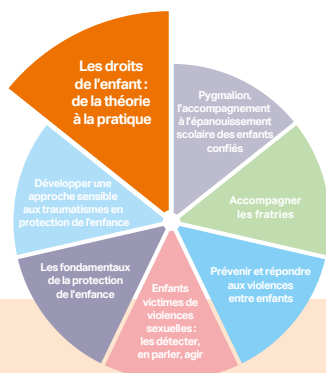 Les droits
de l'enfant :
de la théorie
à la pratique
Pygmalion,
l'accompagnement
à l'épanouissement
scolaire des enfants
confiés
Accompagner
les fratries
Prévenir et répondre
aux violences
entre enfants
Enfants
victimes de
violences
sexuelles :
les détecter,
en parler, agir
Les fondamentaux
de la protection
de l'enfance
Développer une
approche sensible
aux traumatismes en
protection de l'enfance